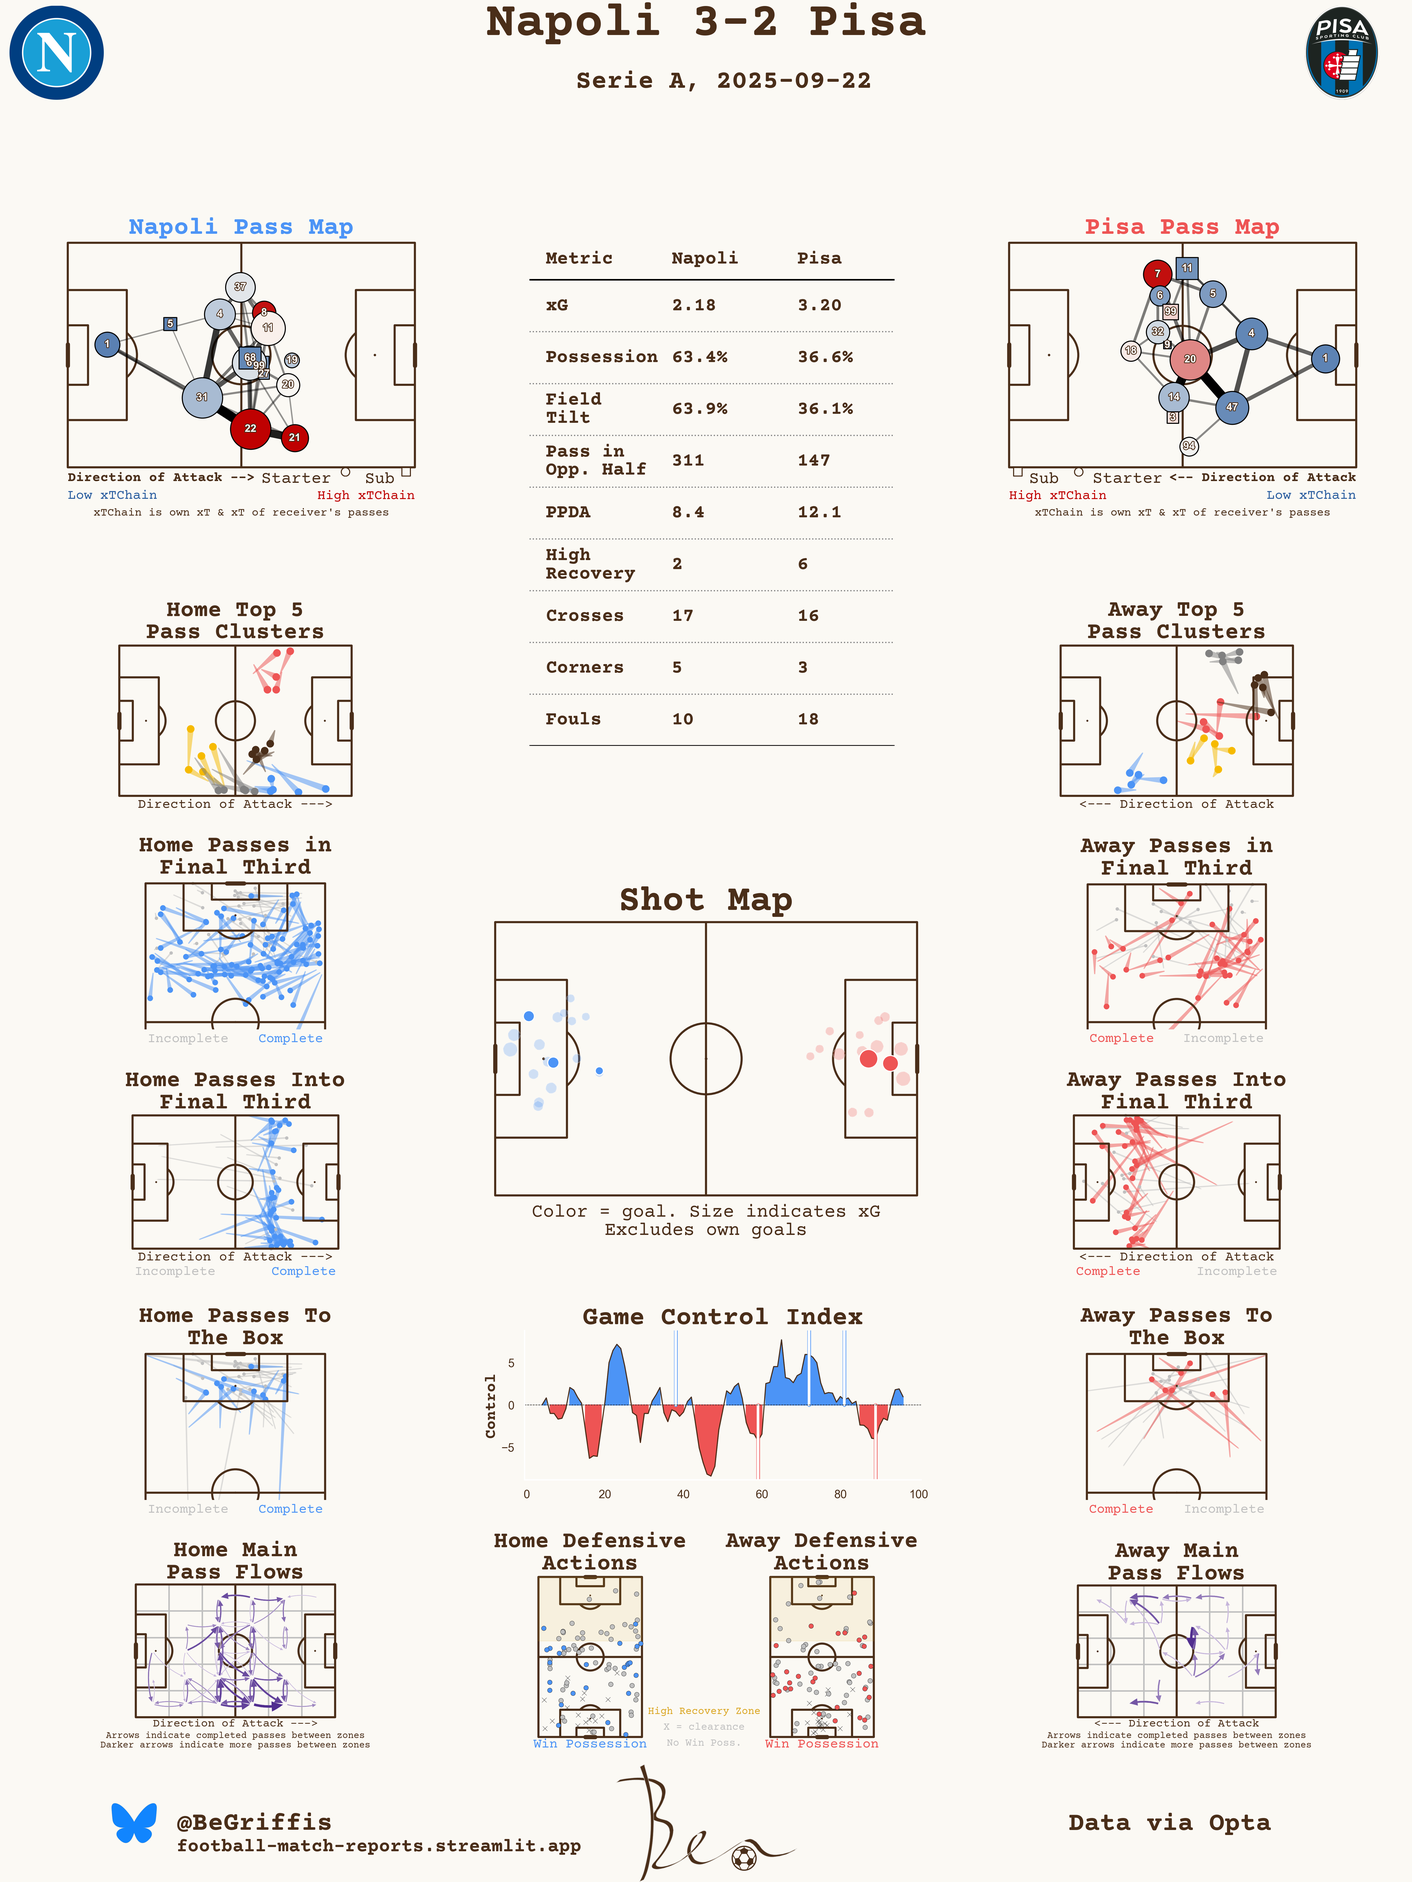 Napoli 3-2 Pisa
Serie A, 2025-09-22
N
PISA
SPORTING CLUB
1909
Napoli Pass Map
37
4
8
11
5
1
68
99
27
19
20
31
22
21
Direction of Attack --> Starter Sub
Low xTChain High xTChain
xTChain is own xT & xT of receiver's passes
Metric Napoli Pisa
xG 2.18 3.20
Possession 63.4% 36.6%
Field
Tilt 63.9% 36.1%
Pass in
Opp. Half 311 147
PPDA 8.4 12.1
High
Recovery 2 6
Crosses 17 16
Corners 5 3
Fouls 10 18
Pisa Pass Map
7
11
6
5
99
32
9
4
18
20
1
14
47
3
94
Sub Starter <-- Direction of Attack
High xTChain Low xTChain
xTChain is own xT & xT of receiver's passes
Home Top 5
Pass Clusters
Direction of Attack --->
Away Top 5
Pass Clusters
<--- Direction of Attack
Home Passes in
Final Third
Incomplete Complete
Shot Map
Color = goal. Size indicates xG
Excludes own goals
Away Passes in
Final Third
Complete Incomplete
Home Passes Into
Final Third
Direction of Attack --->
Incomplete Complete
Away Passes Into
Final Third
<--- Direction of Attack
Complete Incomplete
Home Passes To
The Box
Incomplete Complete
Game Control Index
Control
5
0
−5
0 20 40 60 80 100
Away Passes To
The Box
Complete Incomplete
Home Main
Pass Flows
Direction of Attack --->
Arrows indicate completed passes between zones
Darker arrows indicate more passes between zones
Home Defensive
Actions
Win Possession
Away Defensive
Actions
Win Possession
High Recovery Zone
X = clearance
No Win Poss.
Away Main
Pass Flows
<--- Direction of Attack
Arrows indicate completed passes between zones
Darker arrows indicate more passes between zones
@BeGriffis
football-match-reports.streamlit.app
Ben
Data via Opta